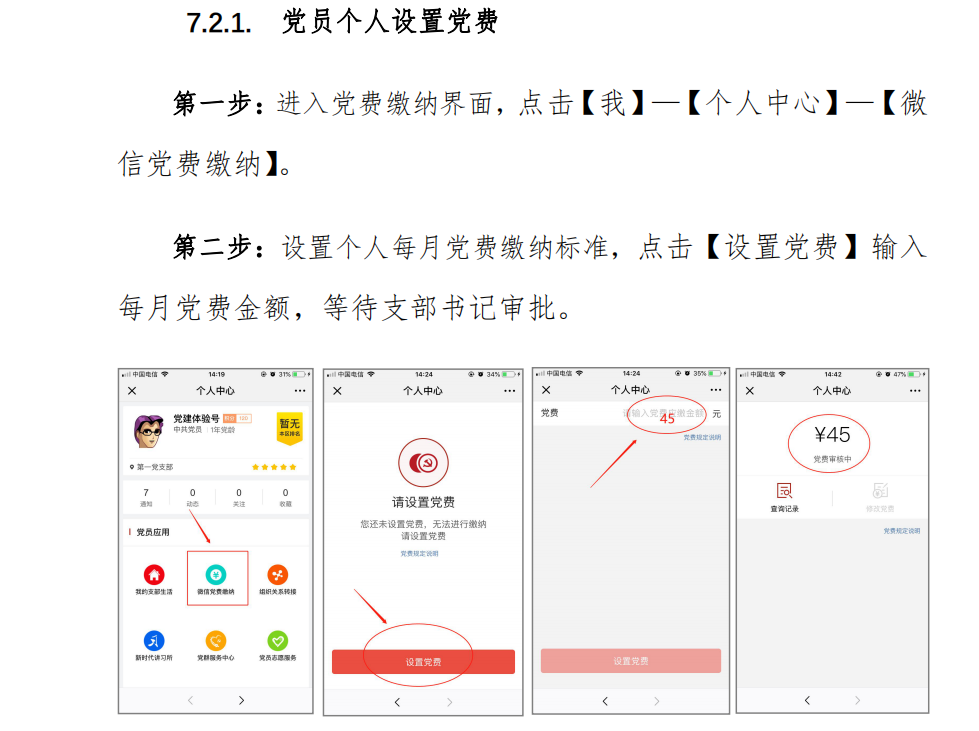 7.2.1. 党员个人设置党费
第一步：进入党费缴纳界面，点击【我】—【个人中心】—【微
信党费缴纳】。
第二步：设置个人每月党费缴纳标准，点击【设置党费】输入
每月党费金额，等待支部书记审批。
中国电信 14:19 31%
个人中心
党建体验号 积分 180
中共党员 1年党龄
暂无
本区排名
第一党支部
7 0 0 0
通知 动态 关注 收藏
党员应用
我的支部生活 微信党费缴纳 组织关系转接
新时代讲习所 党群服务中心 党员志愿服务
中国电信 14:24 34%
个人中心
请设置党费
您还未设置党费，无法进行缴纳
请设置党费
党费规定说明
设置党费
中国电信 14:24 35%
个人中心
党费 请输入党费应缴金额 元
45
党费规定说明
设置党费
中国电信 14:42 47%
个人中心
¥45
党费审核中
查询记录 修改党费
党费规定说明